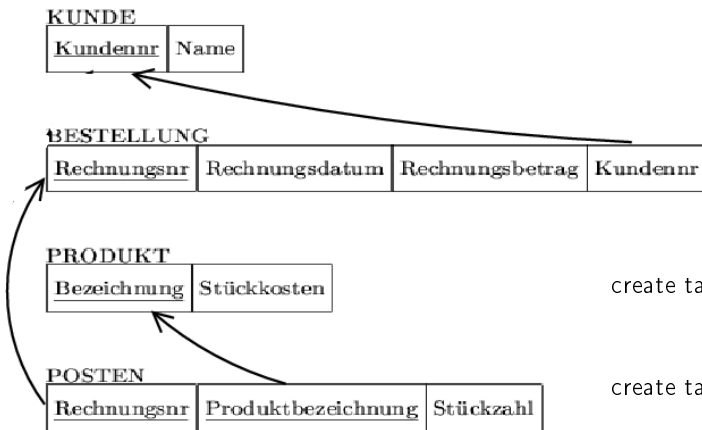 KUNDE
Kundennr Name
BESTELLUNG
Rechnungsnr Rechnungsdatum Rechnungsbetrag Kundennr
PRODUKT
Bezeichnung Stückkosten
create ta
POSTEN
create ta
Rechnungsnr Produktbezeichnung Stückzahl